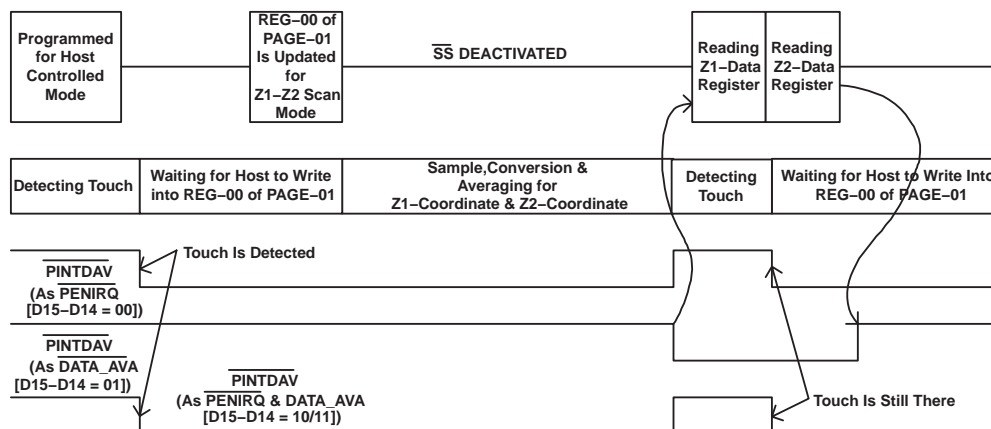 Programmed
for Host
Controlled
Mode
REG–00 of
PAGE–01
Is Updated
for
Z1–Z2 Scan
Mode
SS DEACTIVATED
Reading
Z1–Data
Register
Reading
Z2–Data
Register
Detecting Touch
Waiting for Host to Write
into REG–00 of PAGE–01
Sample,Conversion &
Averaging for
Z1–Coordinate & Z2–Coordinate
Detecting
Touch
Waiting for Host to Write Into
REG–00 of PAGE–01
Touch Is Detected
PINTDAV
(As PENIRQ
[D15–D14 = 00])
PINTDAV
(As DATA_AVA
[D15–D14 = 01])
PINTDAV
(As PENIRQ & DATA_AVA
[D15–D14 = 10/11])
Touch Is Still There